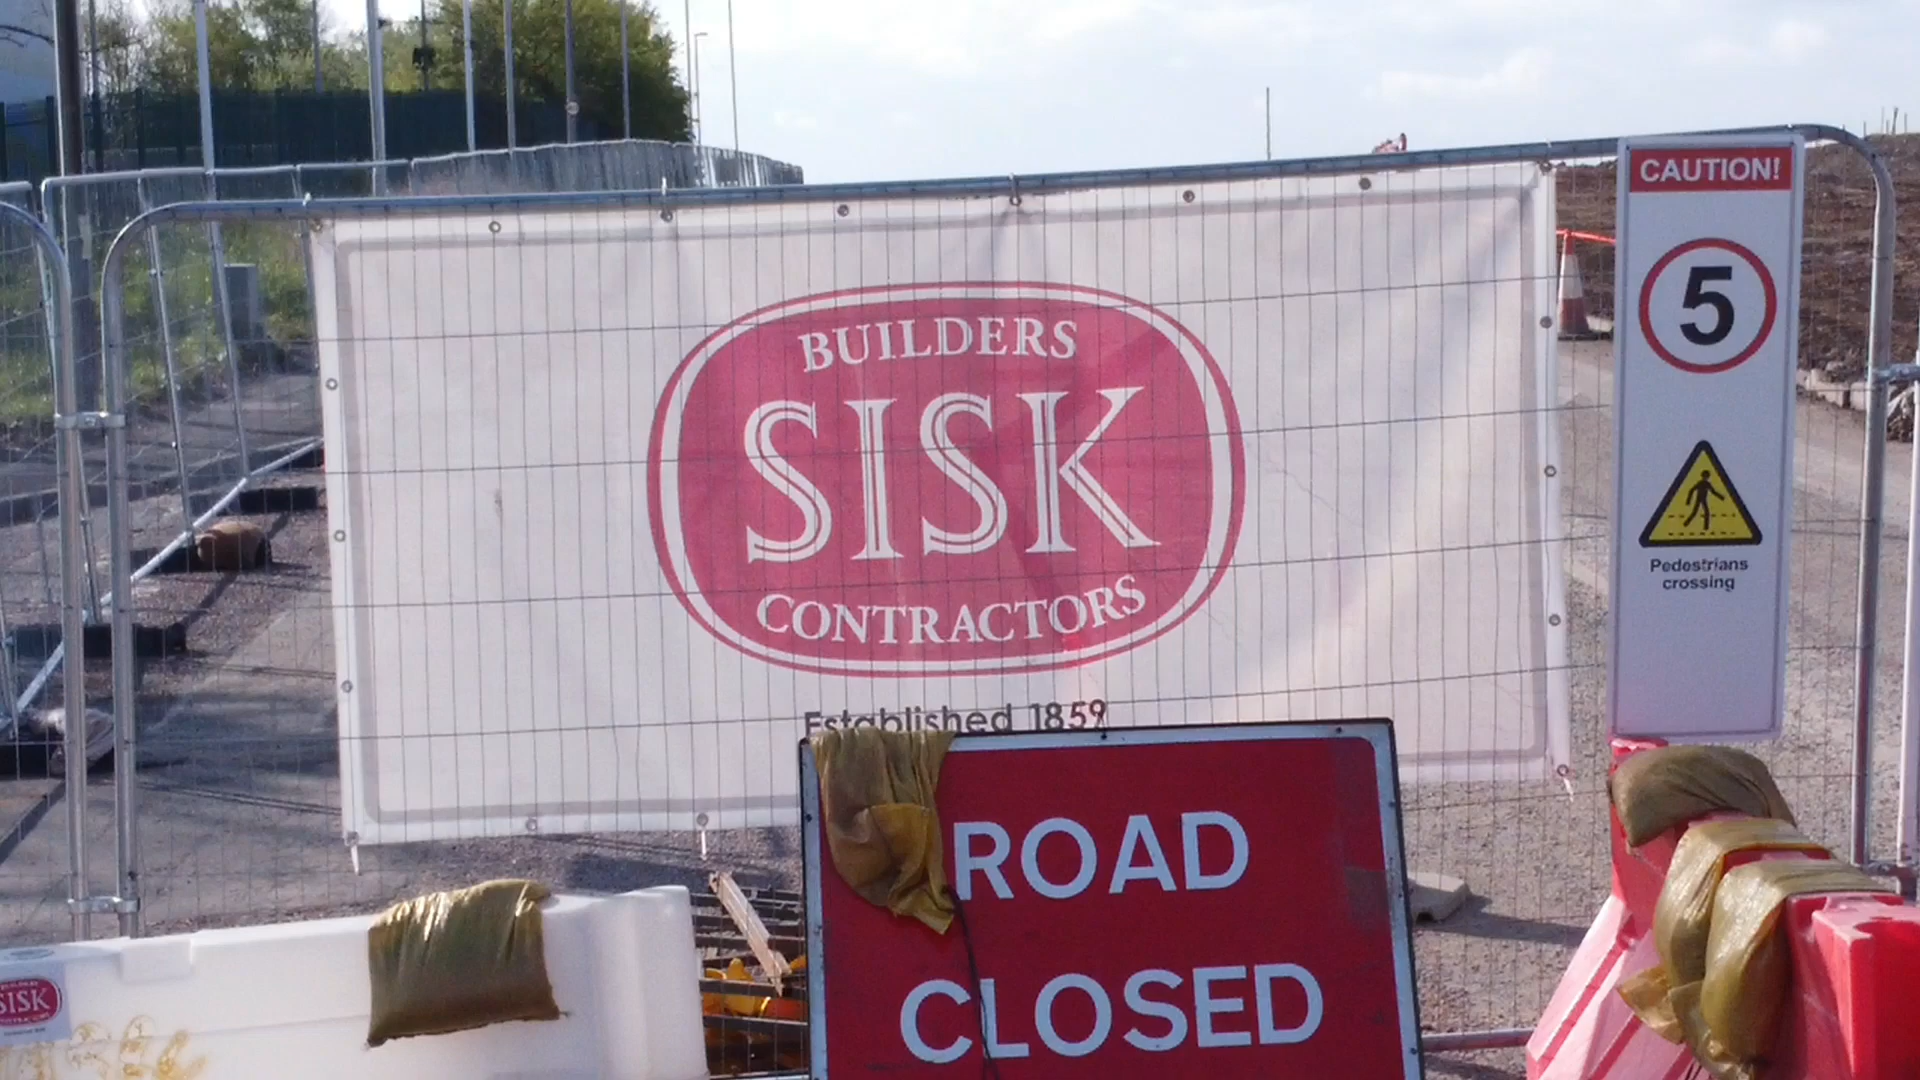 BUILDERS
SISK
CONTRACTORS
Established 1859
CAUTION!
5
Pedestrians
crossing
ROAD
CLOSED
SISK